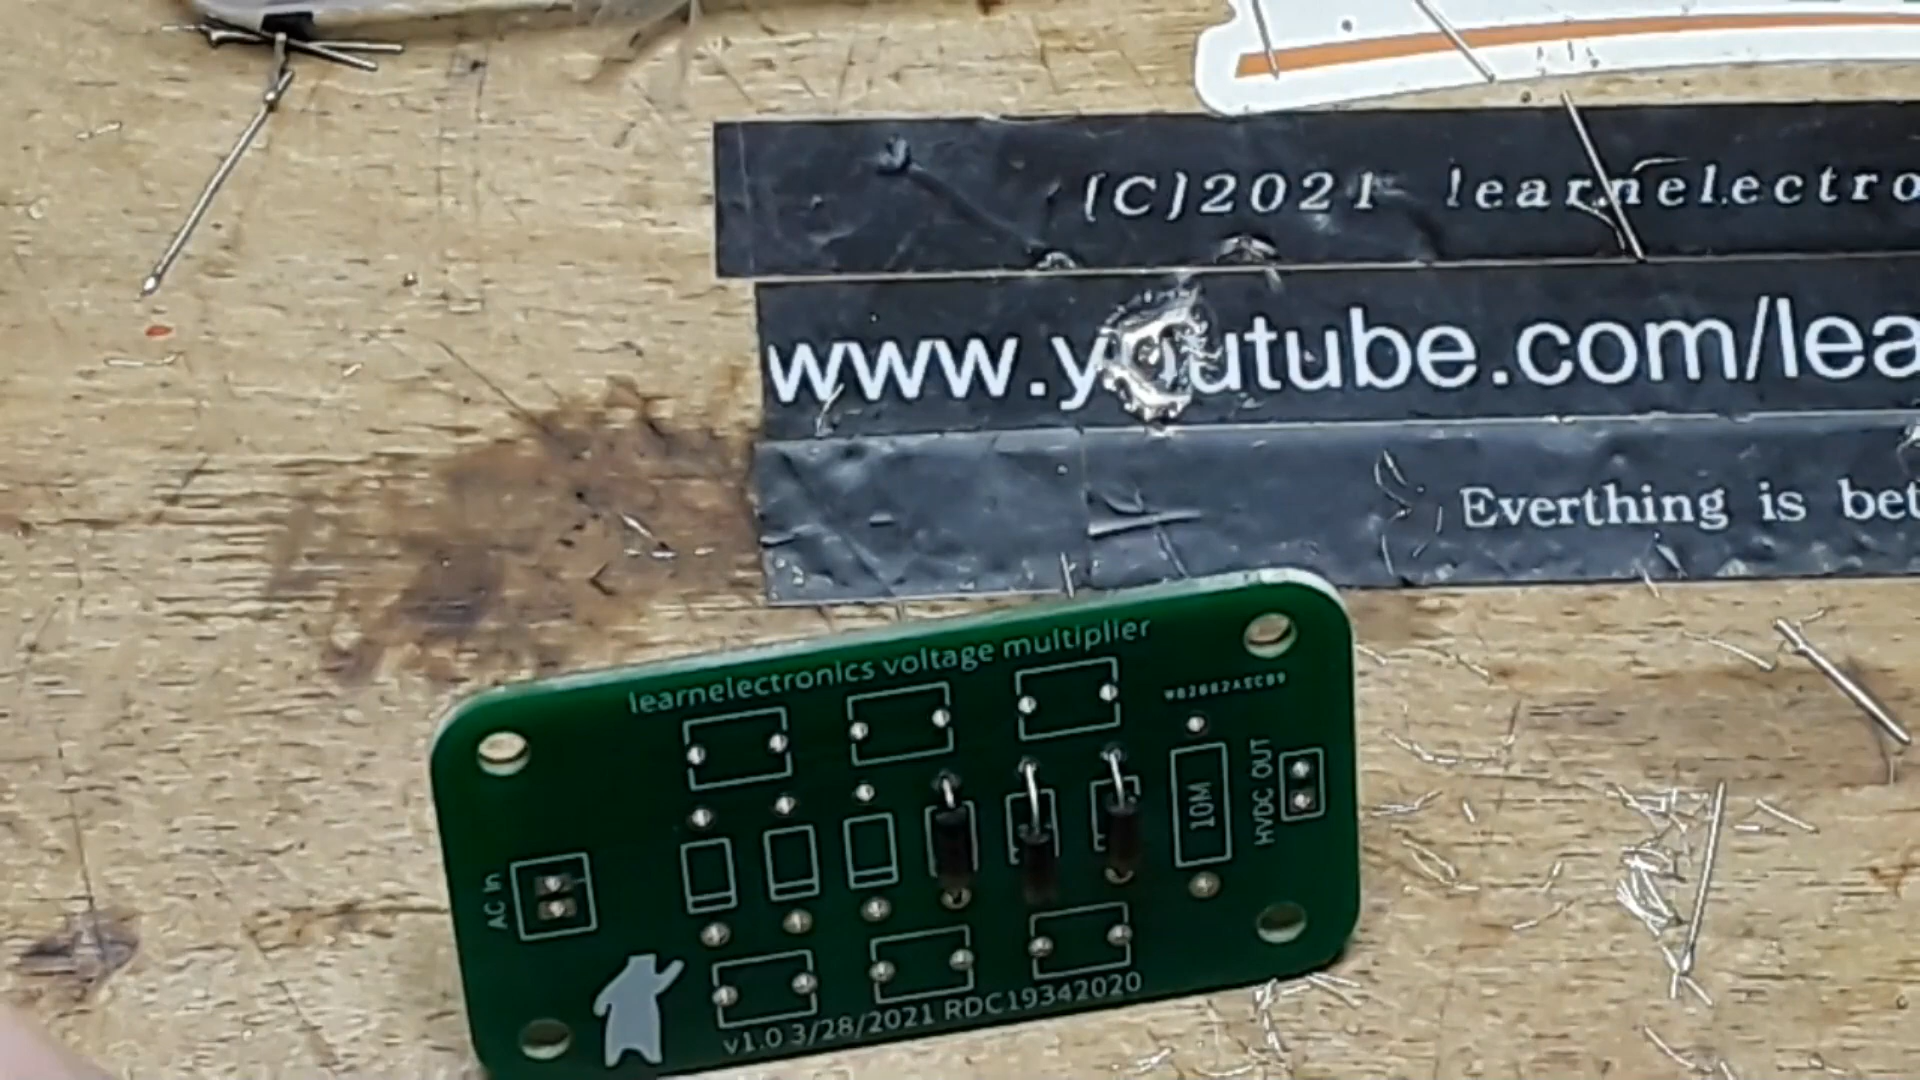 (C)2021 learnelectro
www.youtube.com/lea
Everthing is bet
learnelectronics voltage multiplier
AC In
10M
HVDC OUT
v1.0 3/28/2021 RDC19342020